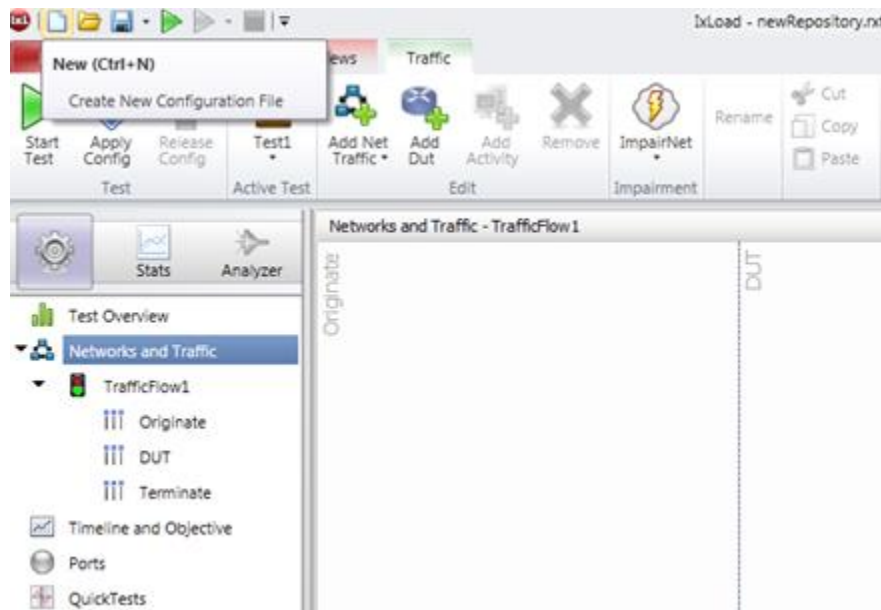 IxLoad - newRepository.rxf
New (Ctrl+N)
Create New Configuration File
Traffic
Start Test
Apply Config
Release Config
Test1
Add Net Traffic
Add Dut
Add Activity
Remove
ImpairNet
Rename
Cut
Copy
Paste
Test
Active Test
Edit
Impairment
Stats
Analyzer
Networks and Traffic - TrafficFlow1
Originate
DUT
Test Overview
Networks and Traffic
TrafficFlow1
Originate
DUT
Terminate
Timeline and Objective
Ports
QuickTests